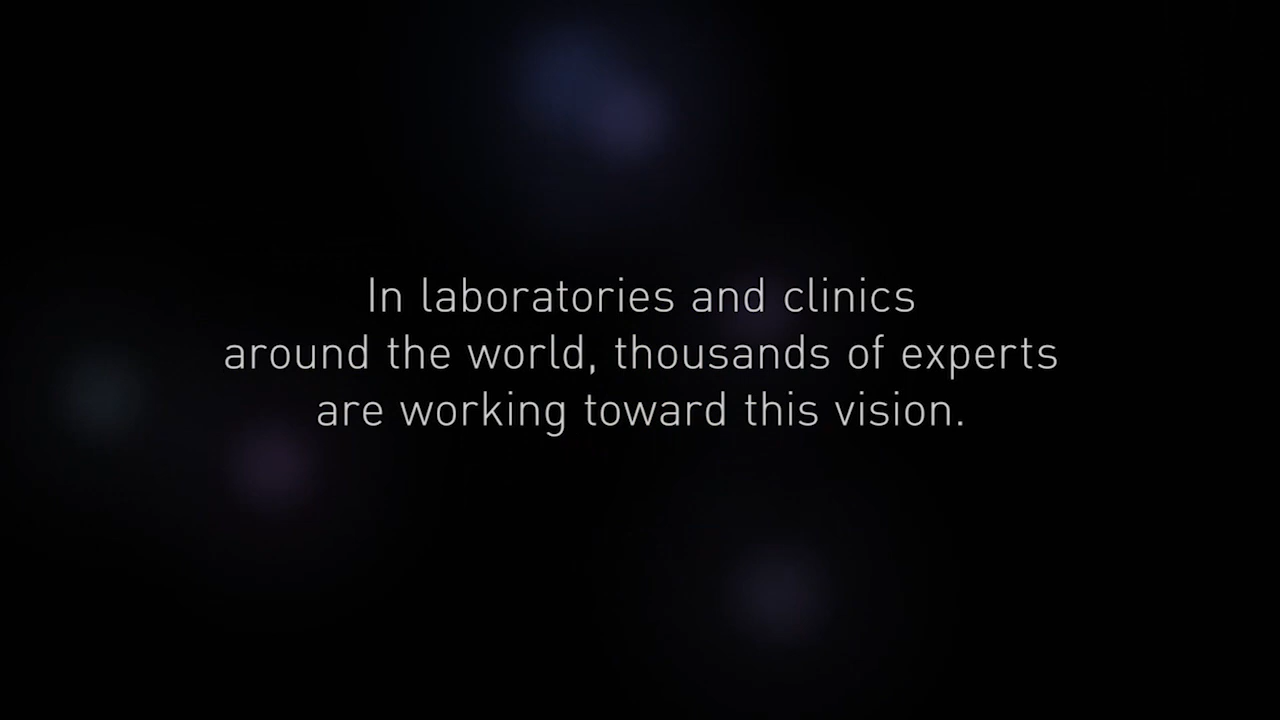 In laboratories and clinics
around the world, thousands of experts
are working toward this vision.